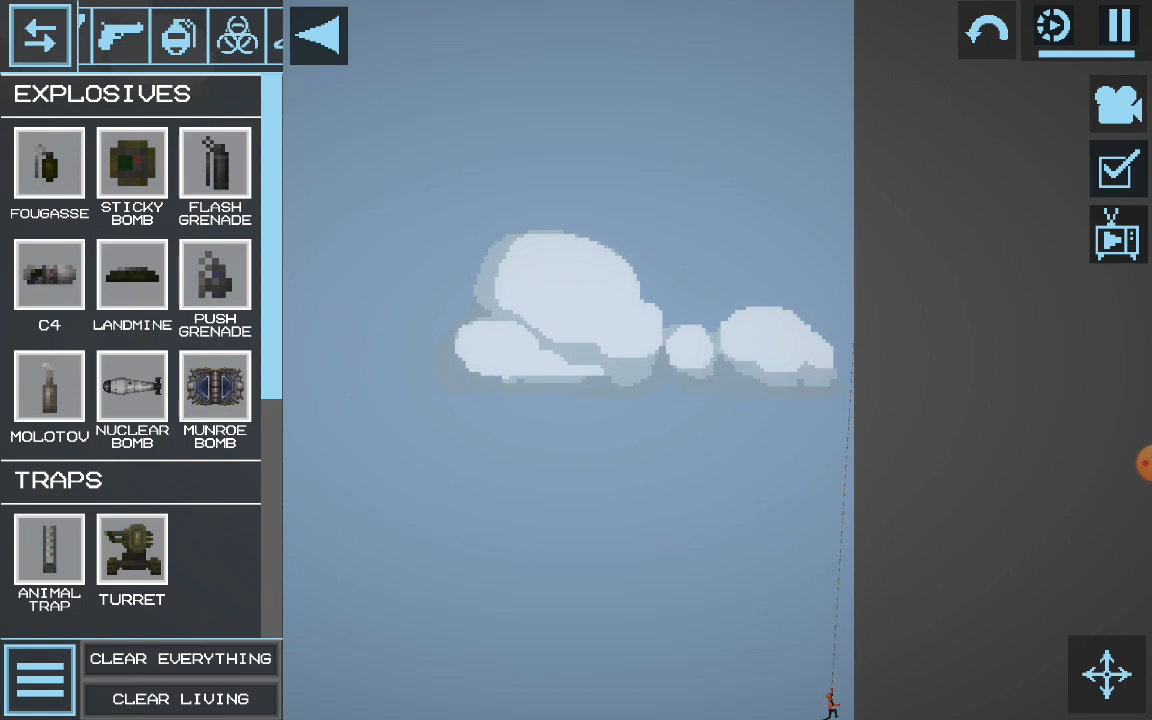 EXPLOSIVES
FOUGASSE
STICKY BOMB
FLASH GRENADE
C4
LANDMINE
PUSH GRENADE
MOLOTOV
NUCLEAR BOMB
MUNROE BOMB
TRAPS
ANIMAL TRAP
TURRET
CLEAR EVERYTHING
CLEAR LIVING